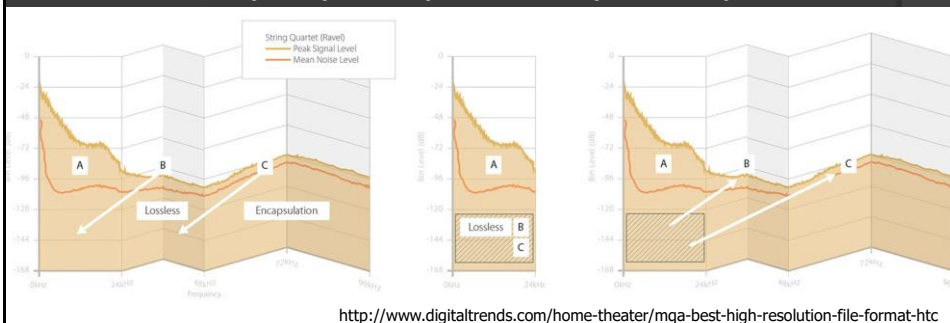 String Quartet (Ravel)
Peak Signal Level
Mean Noise Level
0
-24
-48
-72
-96
-120
-144
-168
A
B
C
Lossless
Encapsulation
0kHz
24kHz
48kHz
72kHz
96kHz
Frequency
0
-24
-48
-72
-96
-120
-144
-168
Bin Level (dB)
A
Lossless
B
C
0kHz
24kHz
0
-24
-48
-72
-96
-120
-144
-168
Bin Level (dB)
A
B
C
0kHz
24kHz
48kHz
72kHz
http://www.digitaltrends.com/home-theater/mqa-best-high-resolution-file-format-htc